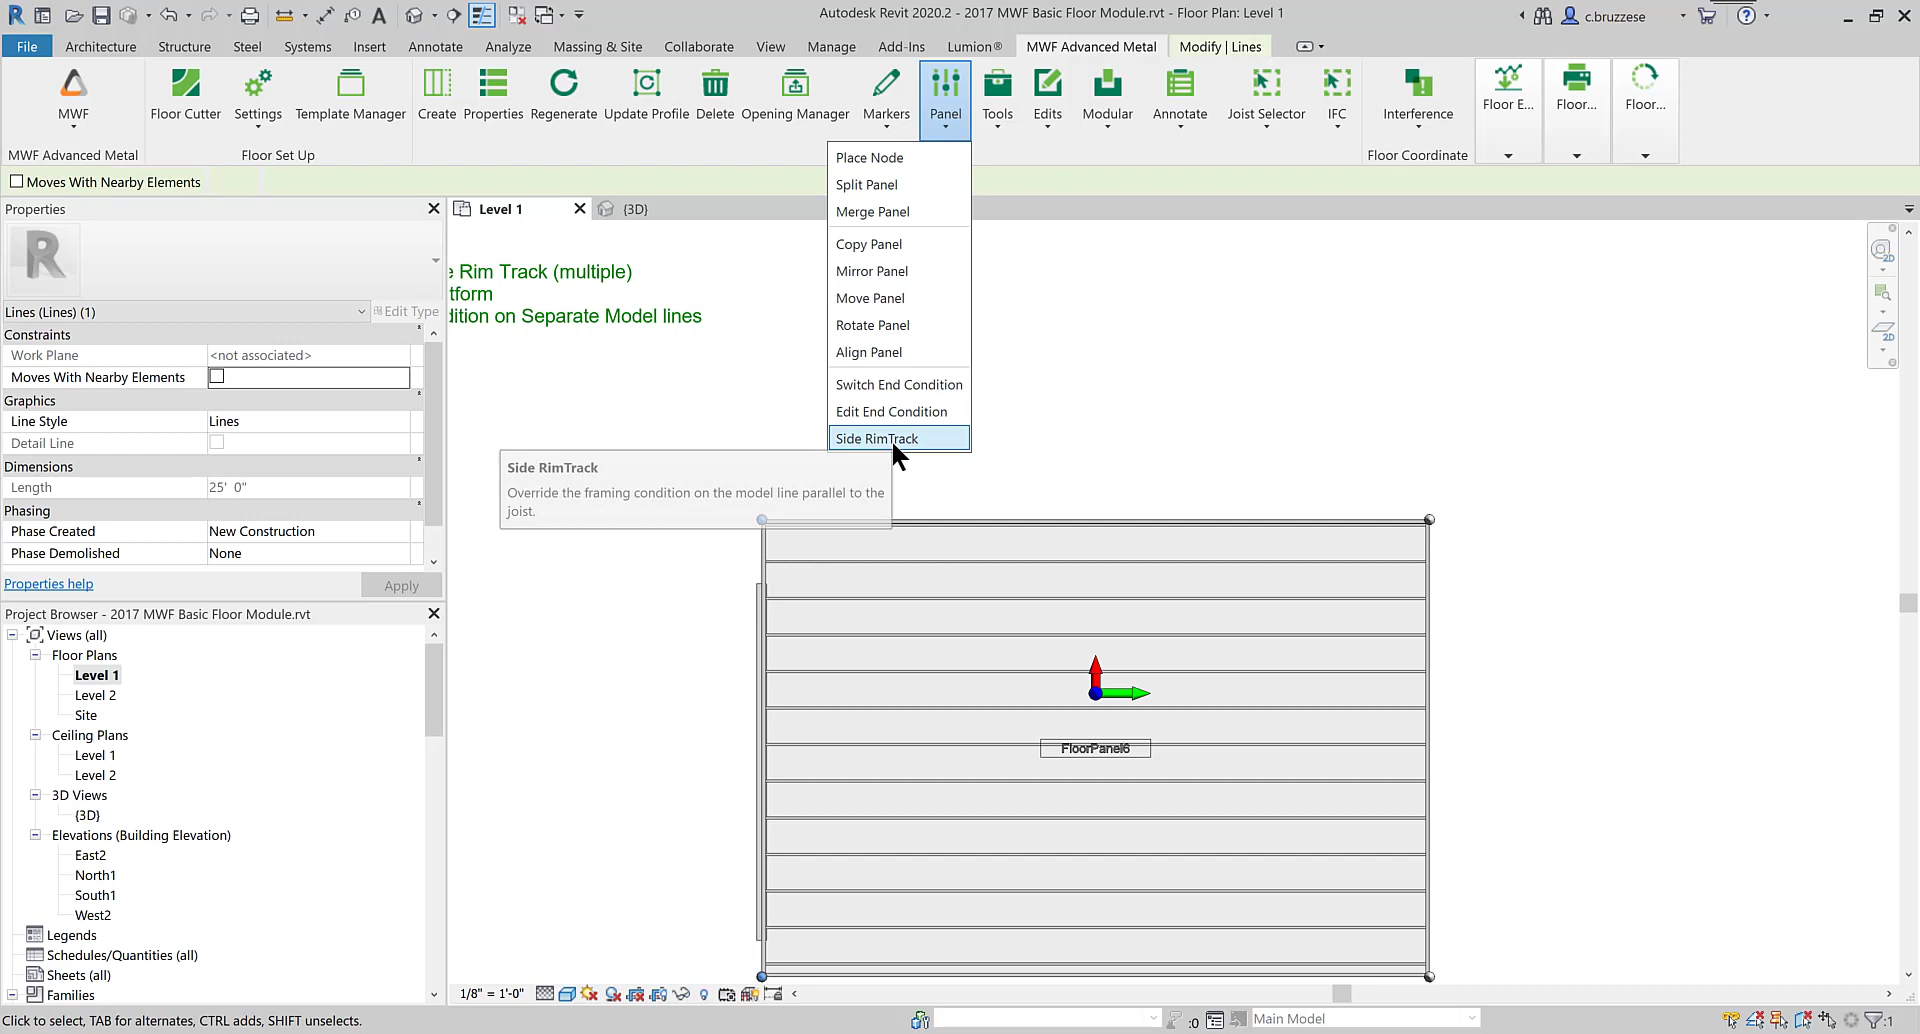 Autodesk Revit 2020.2 - 2017 MWF Basic Floor Module.rvt - Floor Plan: Level 1
c.bruzzese
File Architecture Structure Steel Systems Insert Annotate Analyze Massing & Site Collaborate View Manage Add-Ins Lumion® MWF Advanced Metal Modify | Lines
MWF Floor Cutter Settings Template Manager Create Properties Regenerate Update Profile Delete Opening Manager Markers Panel Tools Edits Modular Annotate Joist Selector IFC Interference Floor E... Floor... Floor...
MWF Advanced Metal Floor Set Up Floor Coordinate
Moves With Nearby Elements
Properties
Level 1
{3D}
Place Node
Split Panel
Merge Panel
Copy Panel
Mirror Panel
Move Panel
Rotate Panel
Align Panel
Switch End Condition
Edit End Condition
Side RimTrack
Side RimTrack
Override the framing condition on the model line parallel to the
joist.
e Rim Track (multiple)
tform
dition on Separate Model lines
2D
2D
FloorPanel6
Lines (Lines) (1) Edit Type
Constraints
Work Plane <not associated>
Moves With Nearby Elements
Graphics
Line Style Lines
Detail Line
Dimensions
Length 25' 0"
Phasing
Phase Created New Construction
Phase Demolished None
Properties help Apply
Project Browser - 2017 MWF Basic Floor Module.rvt
Views (all)
Floor Plans
Level 1
Level 2
Site
Ceiling Plans
Level 1
Level 2
3D Views
{3D}
Elevations (Building Elevation)
East2
North1
South1
West2
Legends
Schedules/Quantities (all)
Sheets (all)
Families
1/8" = 1'-0"
Click to select, TAB for alternates, CTRL adds, SHIFT unselects.
:0 Main Model :1